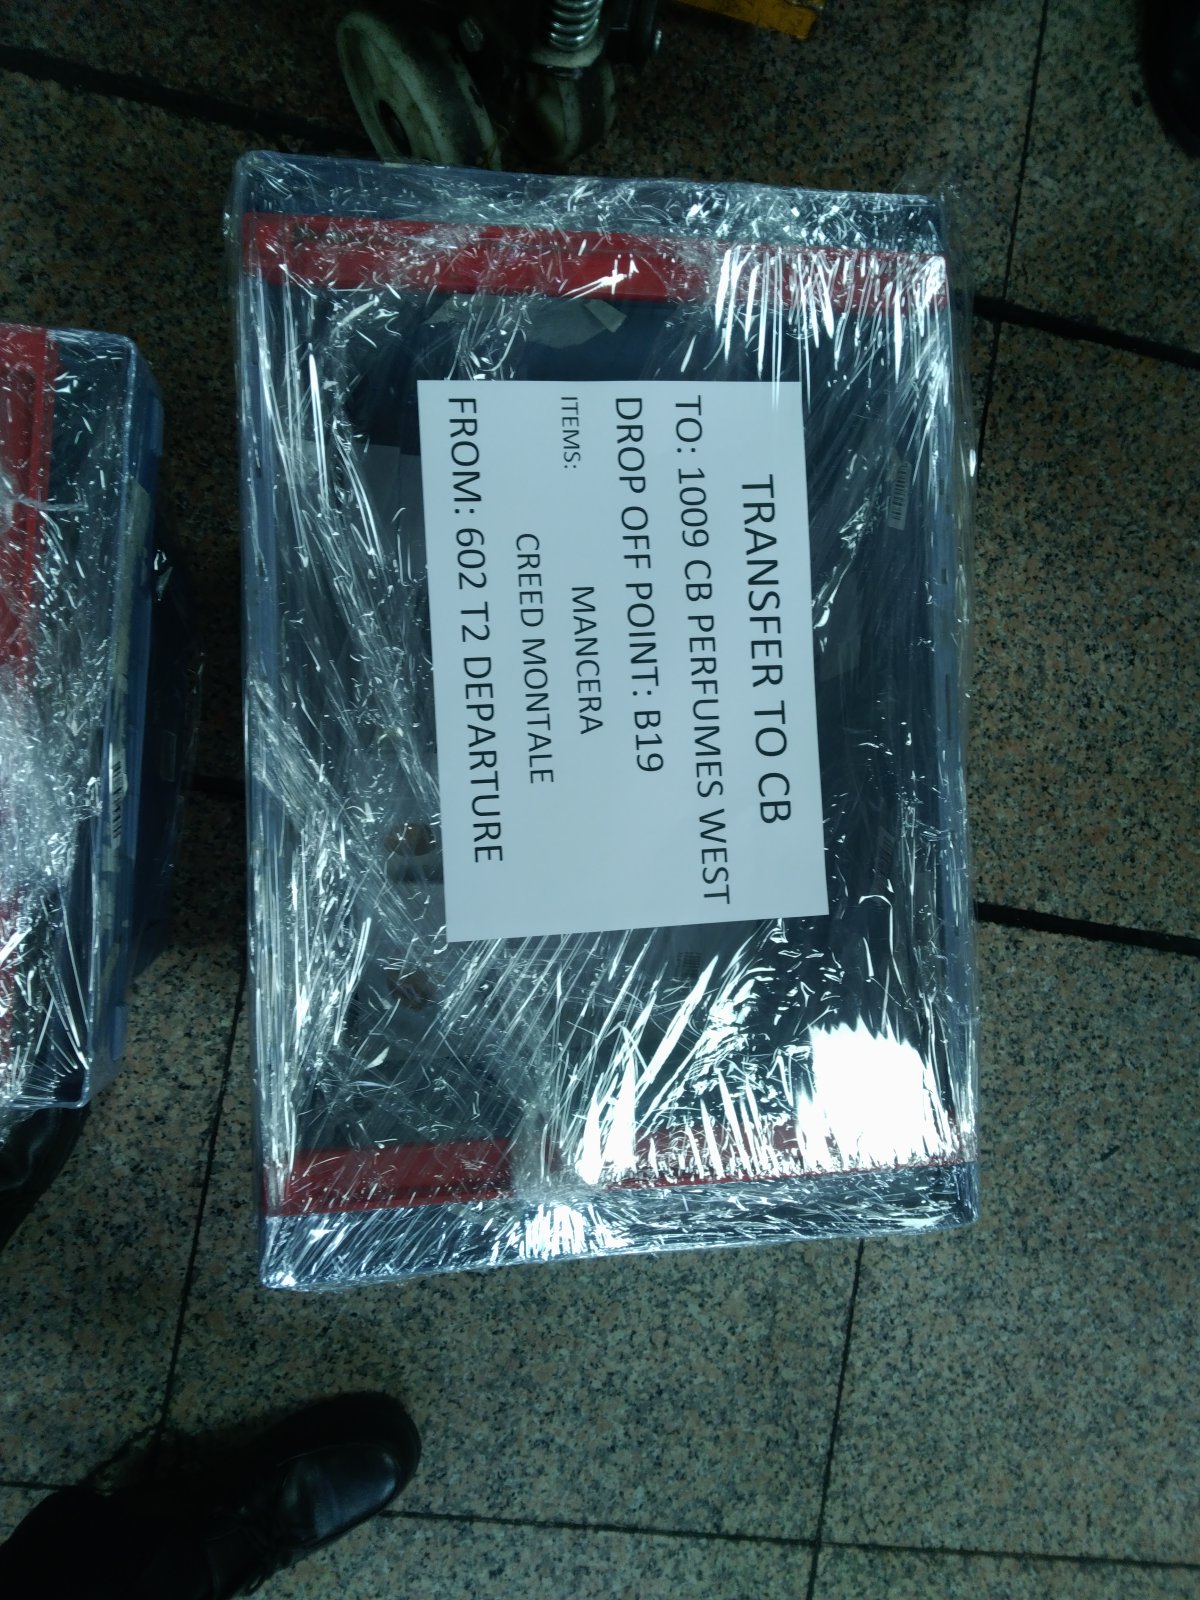 TRANSFER TO CB
TO: 1009 CB PERFUMES WEST
DROP OFF POINT: B19
ITEMS: MANCERA
CREED MONTALE
FROM: 602 T2 DEPARTURE